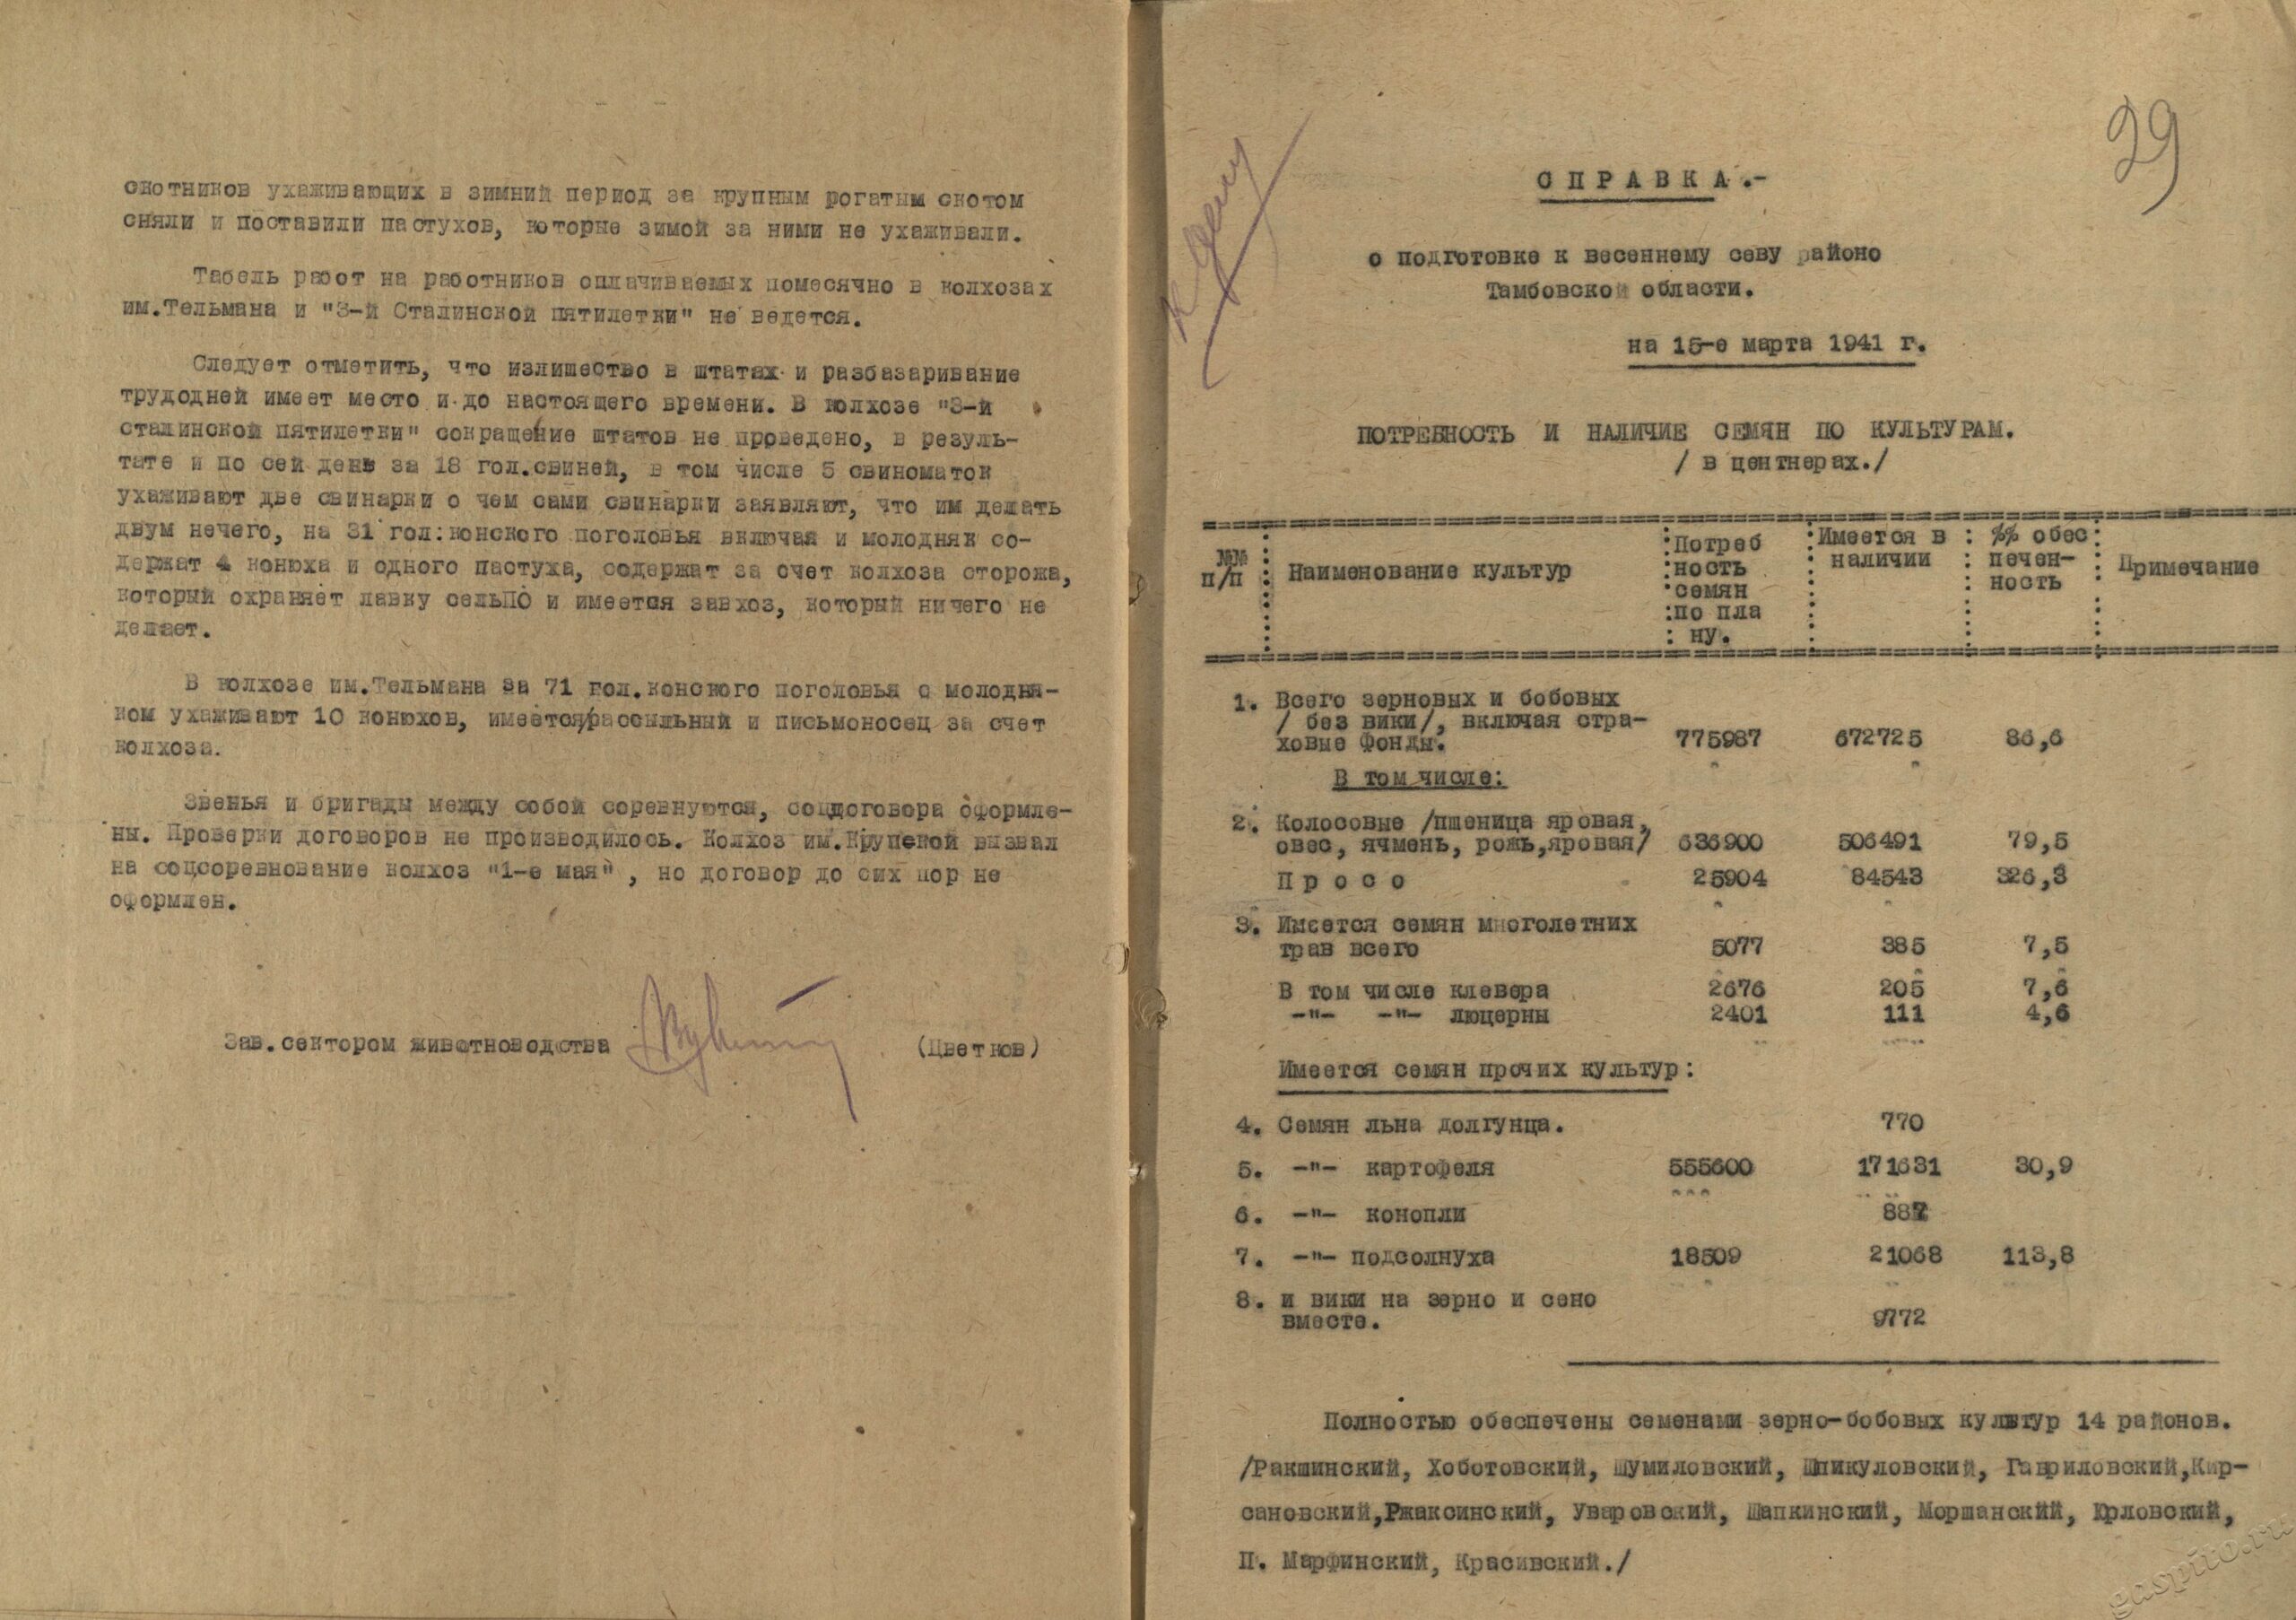 скотников ухаживающих в зимний период за крупным рогатым скотом
сняли и поставили пастухов, которые зимой за ними не ухаживали.
Табель работ на работников оплачиваемых помесячно в колхозах
им.Тельмана и "3-й Сталинской пятилетки" не ведется.
Следует отметить, что излишество в штатах и разбазаривание
трудодней имеет место и до настоящего времени. В колхозе "3-й
сталинской пятилетки" сокращение штатов не проведено, в резуль-
тате и по сей день за 18 гол.свиней, в том числе 5 свиноматок
ухаживают две свинарки о чем сами свинарки заявляют, что им делать
двум нечего, на 31 гол.конского поголовья включая и молодняк со-
держат 4 конюха и одного пастуха, содержат за счет колхоза сторожа,
который охраняет лавку сельПО и имеется завхоз, который ничего не
делает.
В колхозе им.Тельмана за 71 гол.конского поголовья с молодня-
ком ухаживают 10 конюхов, имеется/рассыльный и письмоносец за счет
колхоза.
Звенья и бригады между собой соревнуются, соцдоговора оформле-
ны. Проверки договоров не производилось. Колхоз им.Крупской вызвал
на соцсоревнование колхоз "1-е мая", но договор до сих пор не
оформлен.
Зав.сектором животноводства (Цветков)
29
СПРАВКА.-
о подготовке к весеннему севу районо
Тамбовской области.
на 15-е марта 1941 г.
ПОТРЕБНОСТЬ И НАЛИЧИЕ СЕМЯН ПО КУЛЬТУРАМ.
/ в центнерах./
№№ п/п : Наименование культур : Потреб ность семян по пла ну. : Имеется в наличии : %% обес печен- ность : Примечание
1. Всего зерновых и бобовых
/ без вики/, включая стра-
ховые фонды. 775987 672725 86,6
В том числе:
2. Колосовые /пшеница яровая,
овес, ячмень, рожь,яровая/ 636900 506491 79,5
Просо 25904 84543 326,3
3. Имеется семян многолетних
трав всего 5077 385 7,5
В том числе клевера 2676 205 7,6
-"- -"- люцерны 2401 111 4,6
Имеется семян прочих культур:
4. Семян льна долгунца. 770
5. -"- картофеля 555600 171631 30,9
6. -"- конопли 887
7. -"- подсолнуха 18509 21068 113,8
8. и вики на зерно и сено
вместе. 9772
Полностью обеспечены семенами зерно-бобовых культур 14 районов.
/Ракшинский, Хоботовский, Шумиловский, Шпикуловский, Гавриловский,Кир-
сановский,Ржаксинский, Уваровский, Шапкинский, Моршанский, Юрловский,
П. Марфинский, Красивский./
gaspito.ru